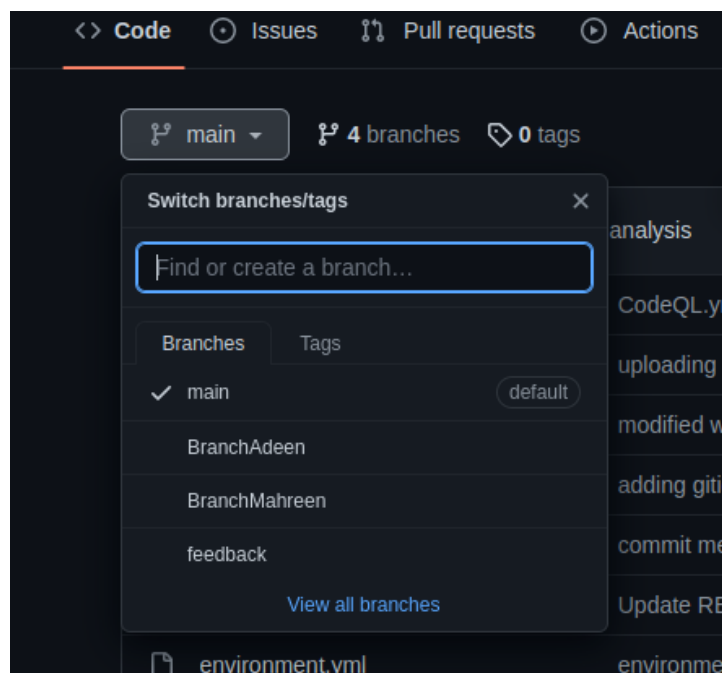 Code Issues Pull requests Actions
main 4 branches 0 tags
Switch branches/tags
analysis
Find or create a branch...
CodeQL.y
Branches Tags
uploading
main default
modified
BranchAdeen
adding giti
BranchMahreen
commit me
feedback
View all branches
Update RE
environment.yml environme